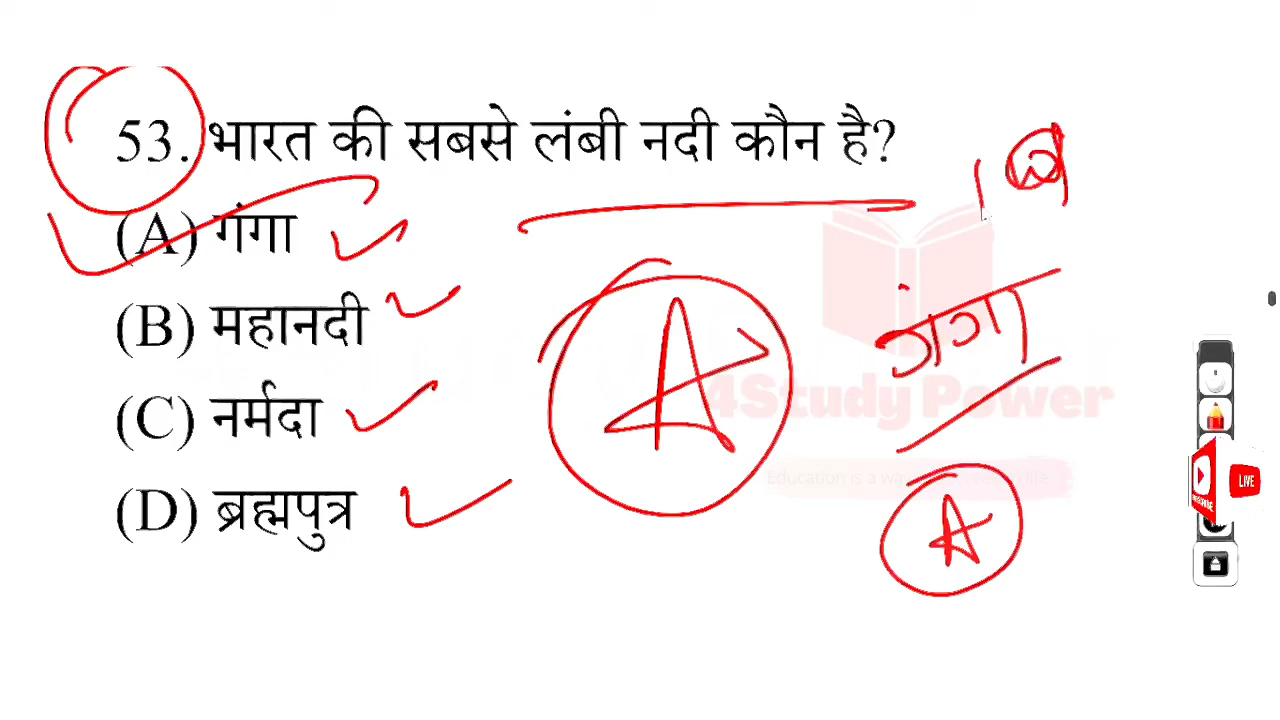 53. भारत की सबसे लंबी नदी कौन है?
(A) गंगा
(B) महानदी
(C) नर्मदा
(D) ब्रह्मपुत्र
A
गंगा
A
4Study Power
LIVE